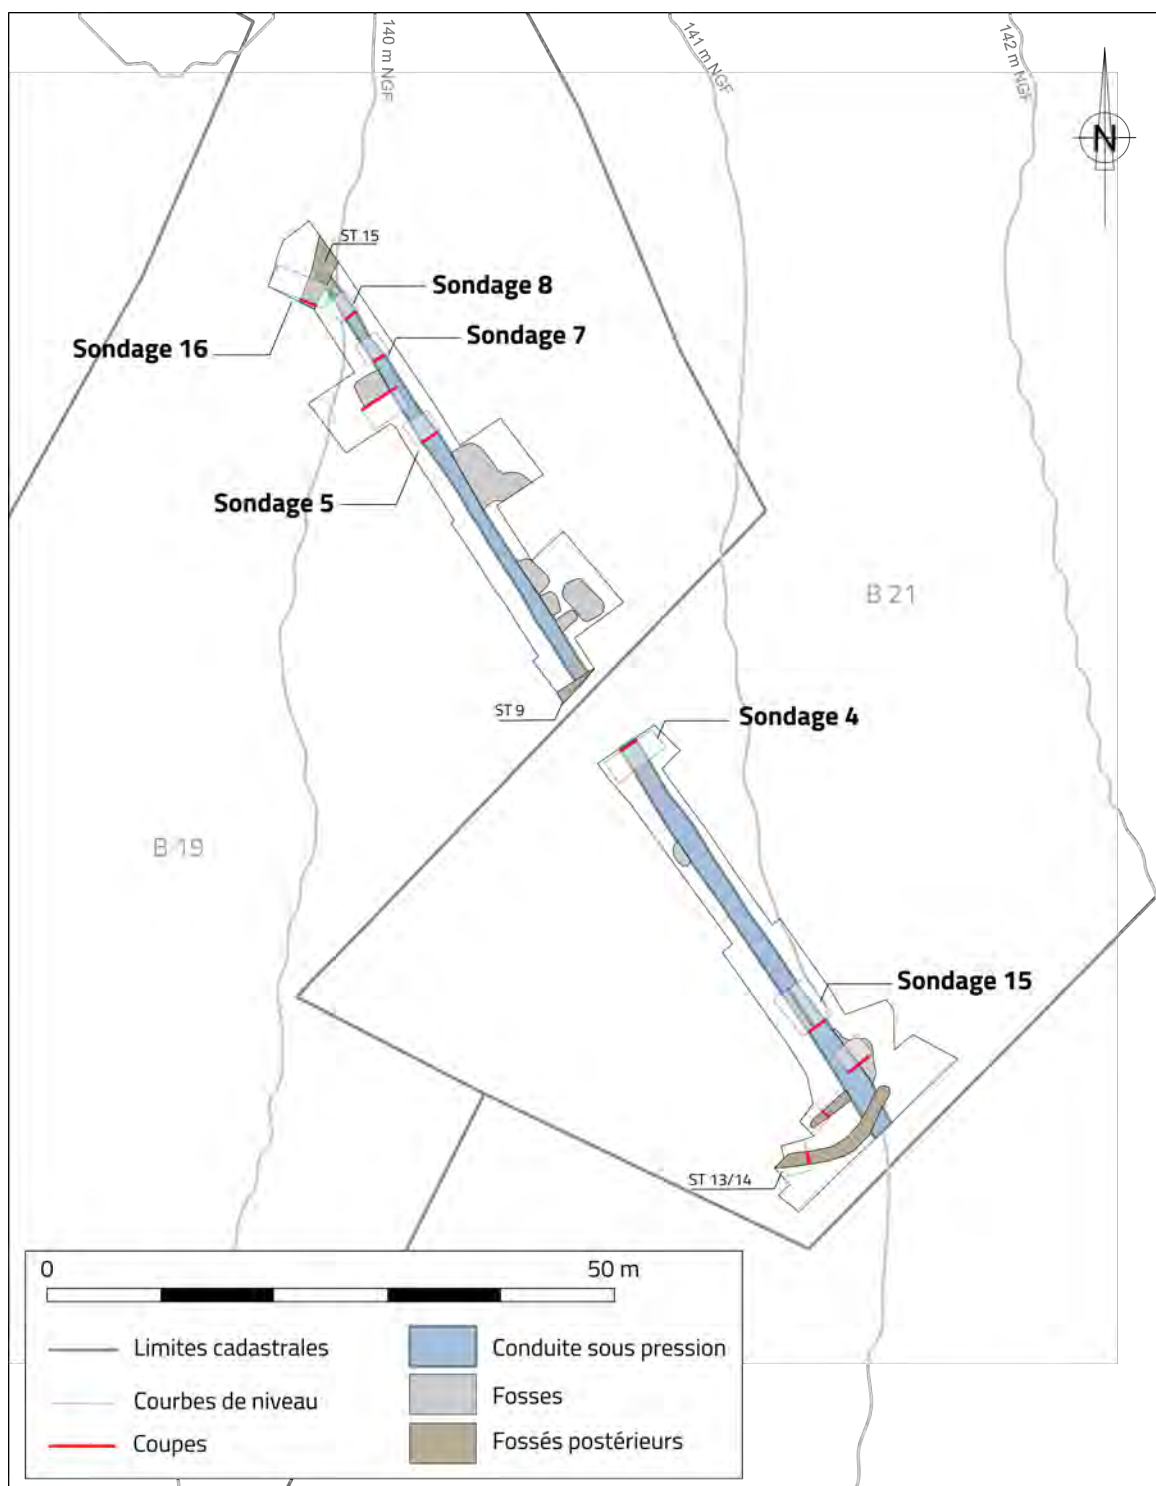 140 m NGF
141 m NGF
142 m NGF
N
ST 15
Sondage 8
Sondage 7
Sondage 16
Sondage 5
B 21
ST 9
Sondage 4
B 19
Sondage 15
ST 13/14
0 50 m
Limites cadastrales
Conduite sous pression
Courbes de niveau
Fosses
Coupes
Fossés postérieurs